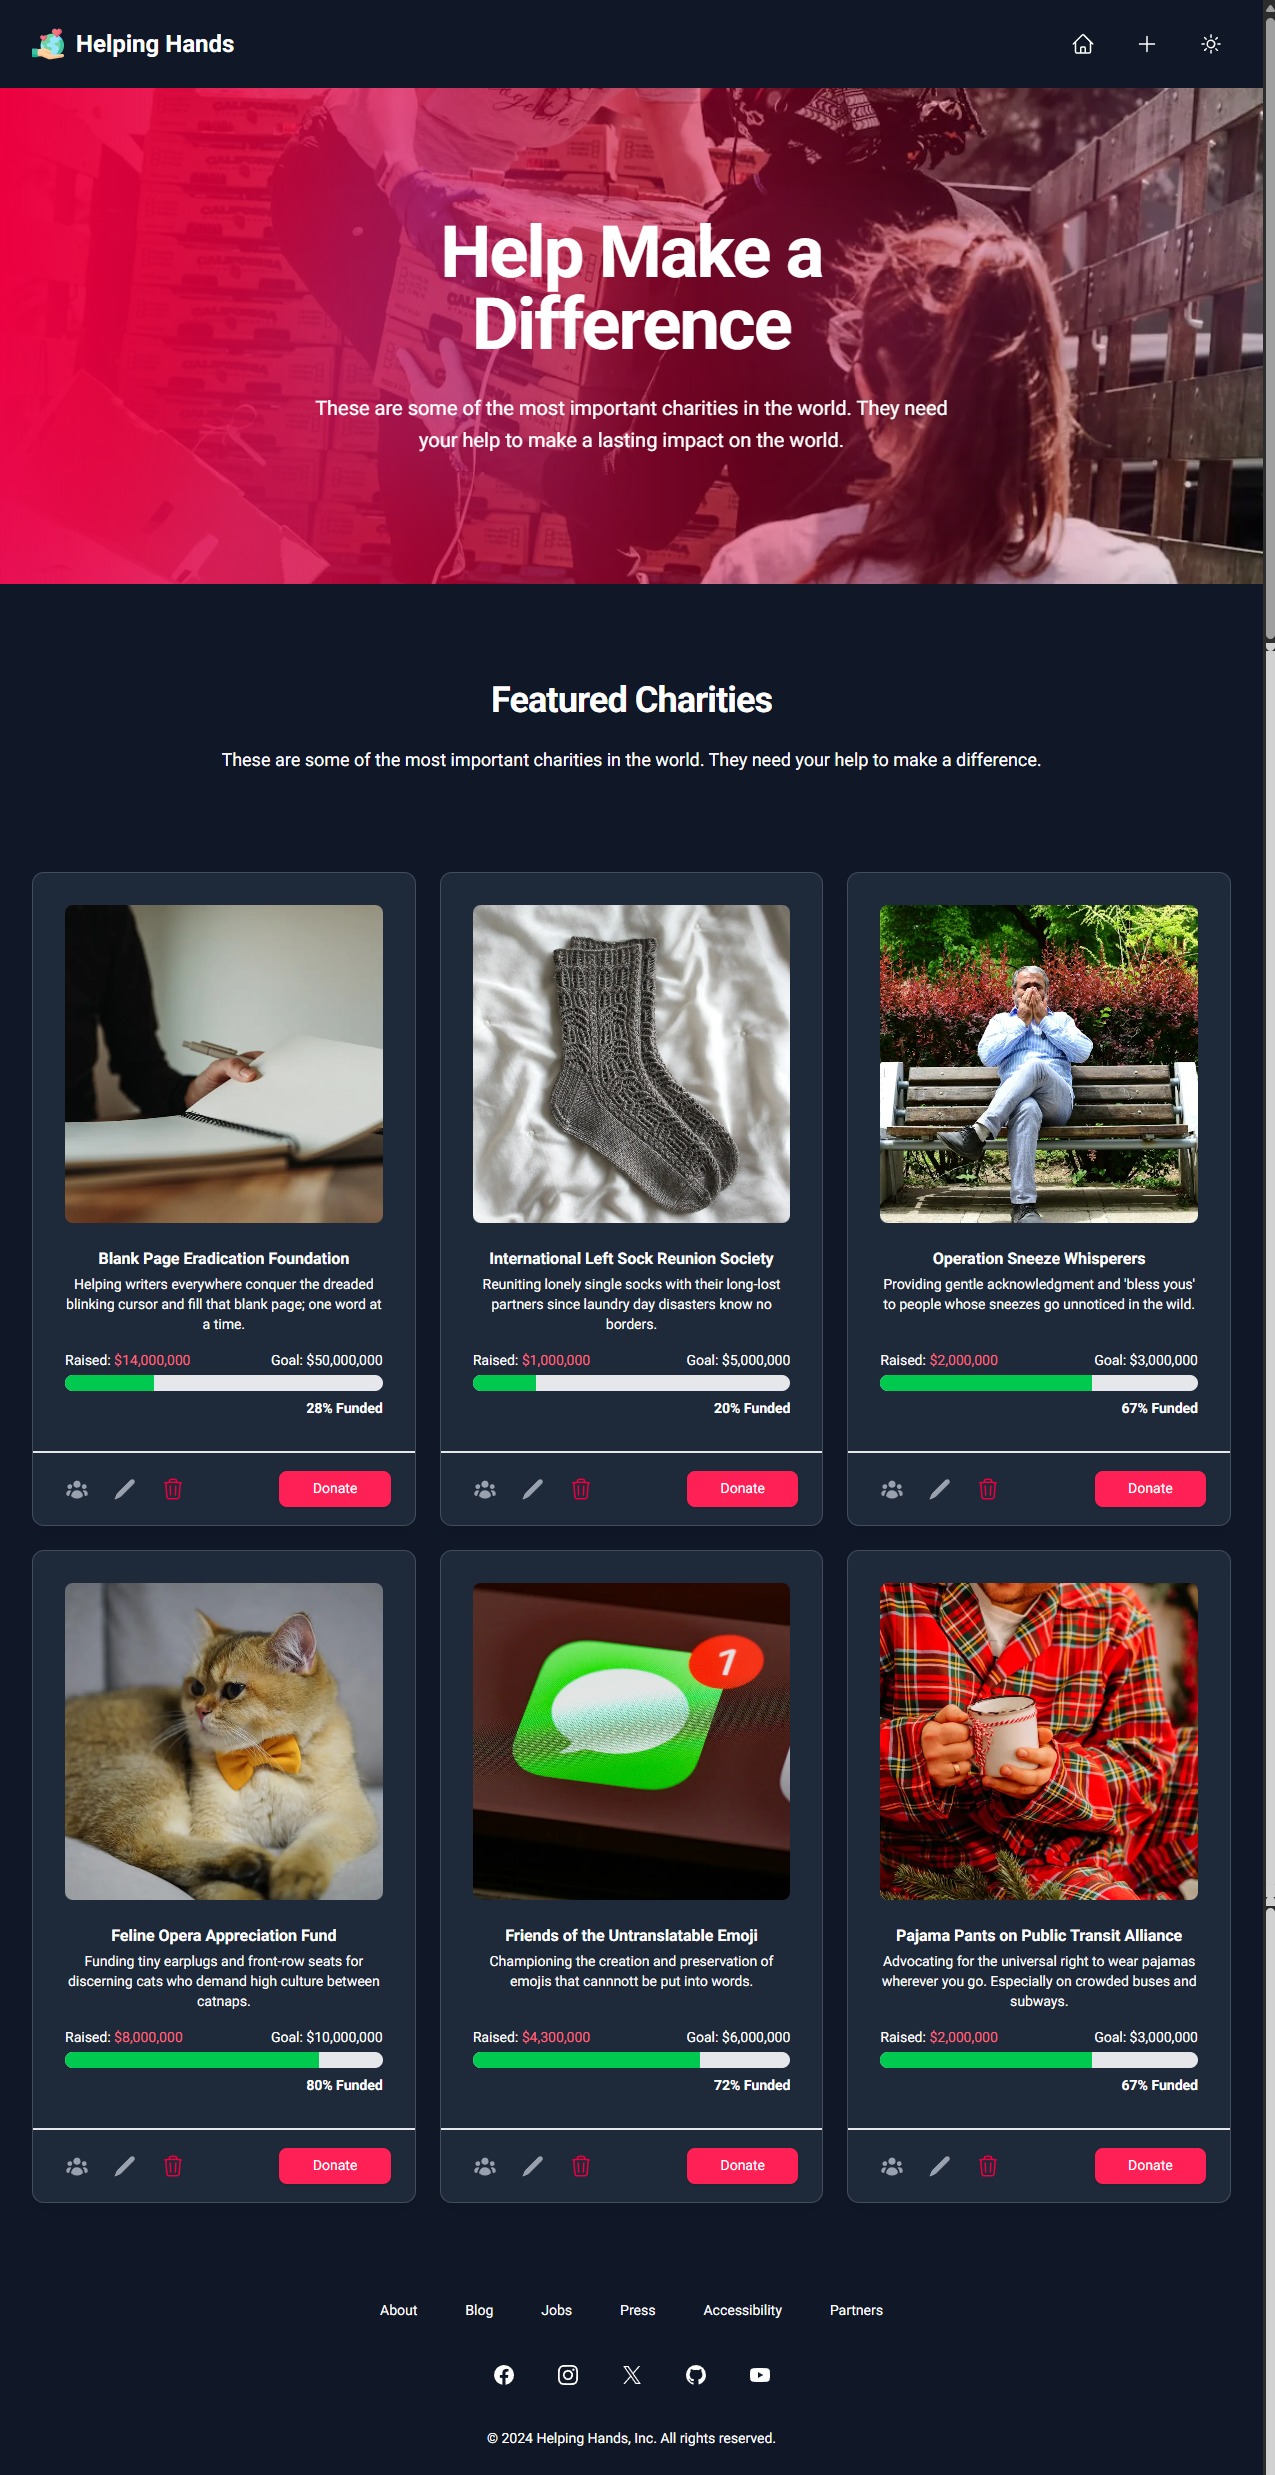 Helping Hands
Help Make a
Difference
These are some of the most important charities in the world. They need
your help to make a lasting impact on the world.
Featured Charities
These are some of the most important charities in the world. They need your help to make a difference.
Blank Page Eradication Foundation
Helping writers everywhere conquer the dreaded
blinking cursor and fill that blank page; one word at
a time.
Raised: $14,000,000 Goal: $50,000,000
28% Funded
Donate
International Left Sock Reunion Society
Reuniting lonely single socks with their long-lost
partners since laundry day disasters know no
borders.
Raised: $1,000,000 Goal: $5,000,000
20% Funded
Donate
Operation Sneeze Whisperers
Providing gentle acknowledgment and 'bless yous'
to people whose sneezes go unnoticed in the wild.
Raised: $2,000,000 Goal: $3,000,000
67% Funded
Donate
Feline Opera Appreciation Fund
Funding tiny earplugs and front-row seats for
discerning cats who demand high culture between
catnaps.
Raised: $8,000,000 Goal: $10,000,000
80% Funded
Donate
1
Friends of the Untranslatable Emoji
Championing the creation and preservation of
emojis that cannnott be put into words.
Raised: $4,300,000 Goal: $6,000,000
72% Funded
Donate
Pajama Pants on Public Transit Alliance
Advocating for the universal right to wear pajamas
wherever you go. Especially on crowded buses and
subways.
Raised: $2,000,000 Goal: $3,000,000
67% Funded
Donate
About Blog Jobs Press Accessibility Partners
© 2024 Helping Hands, Inc. All rights reserved.